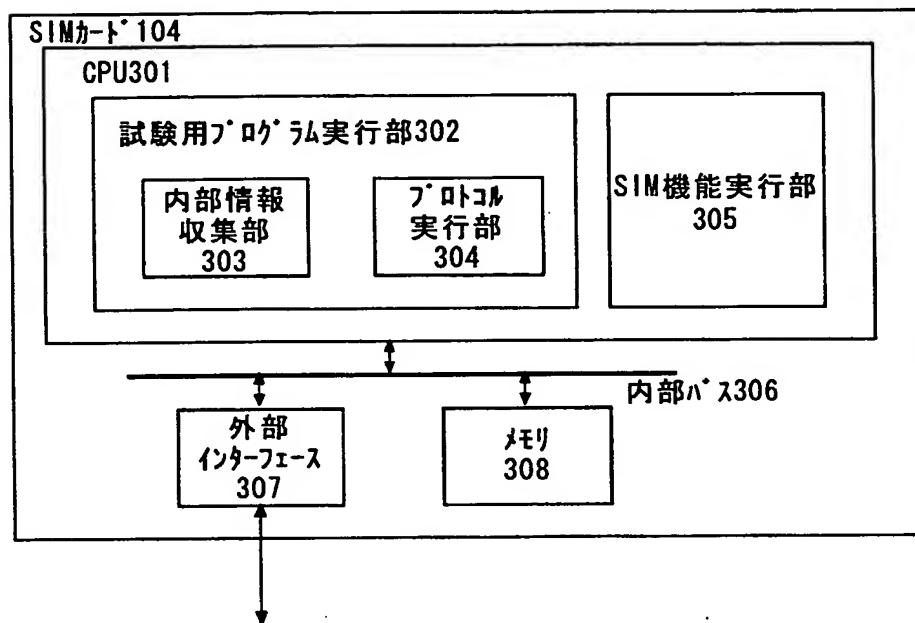 SIMｶｰﾄﾞ104
CPU301
試験用ﾌﾟﾛｸﾞﾗﾑ実行部302
内部情報
収集部
303
ﾌﾟﾛﾄｺﾙ
実行部
304
SIM機能実行部
305
内部ﾊﾞｽ306
外部
ｲﾝﾀｰﾌｪｰｽ
307
ﾒﾓﾘ
308